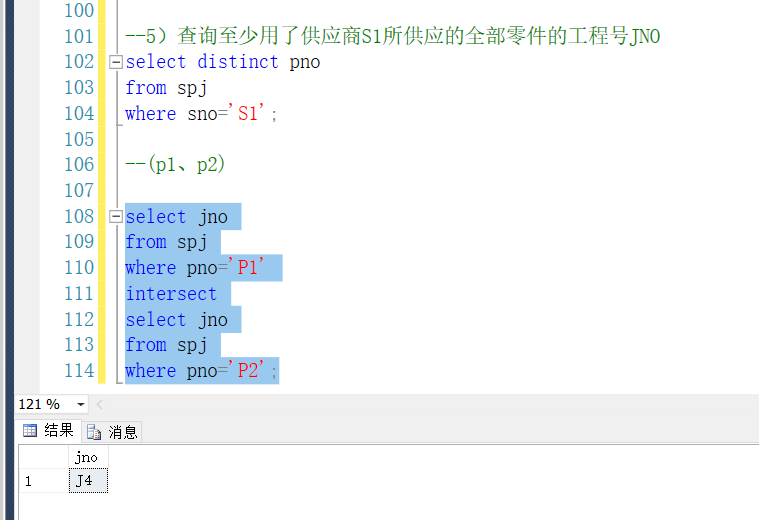 100
101 --5）查询至少用了供应商S1所供应的全部零件的工程号JNO
102 select distinct pno
103 from spj
104 where sno='S1';
105
106 --(p1、p2)
107
108 select jno
109 from spj
110 where pno='P1'
111 intersect
112 select jno
113 from spj
114 where pno='P2';
121 %
结果 消息
jno
1 J4